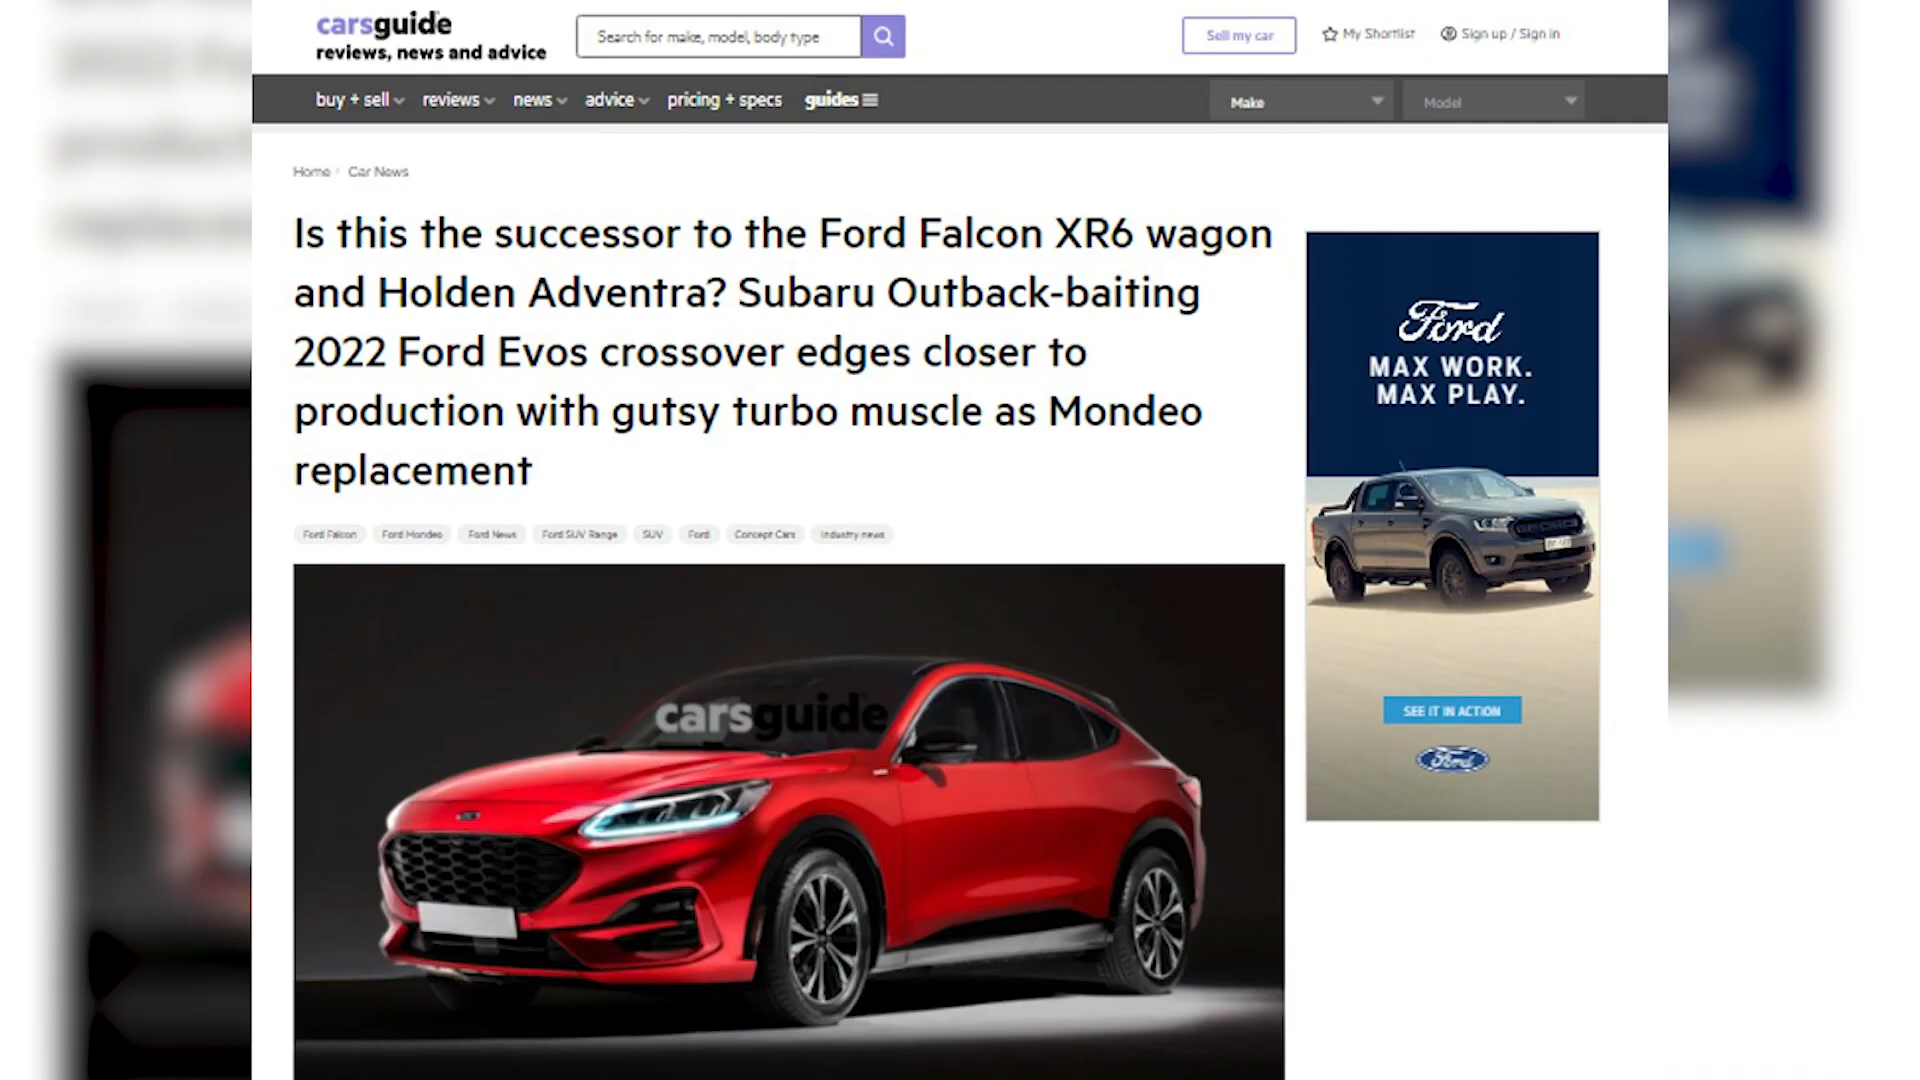 carsguide
reviews, news and advice
Search for make, model, body type
Sell my car
My Shortlist
Sign up / Sign in
buy + sell
reviews
news
advice
pricing + specs
guides
Make
Model
Home
Car News
Is this the successor to the Ford Falcon XR6 wagon
and Holden Adventra? Subaru Outback-baiting
2022 Ford Evos crossover edges closer to
production with gutsy turbo muscle as Mondeo
replacement
Ford Falcon
Ford Mondeo
Ford News
Ford SUV Range
SUV
Ford
Concept Cars
Industry news
carsguide
Ford
MAX WORK.
MAX PLAY.
SEE IT IN ACTION
Ford